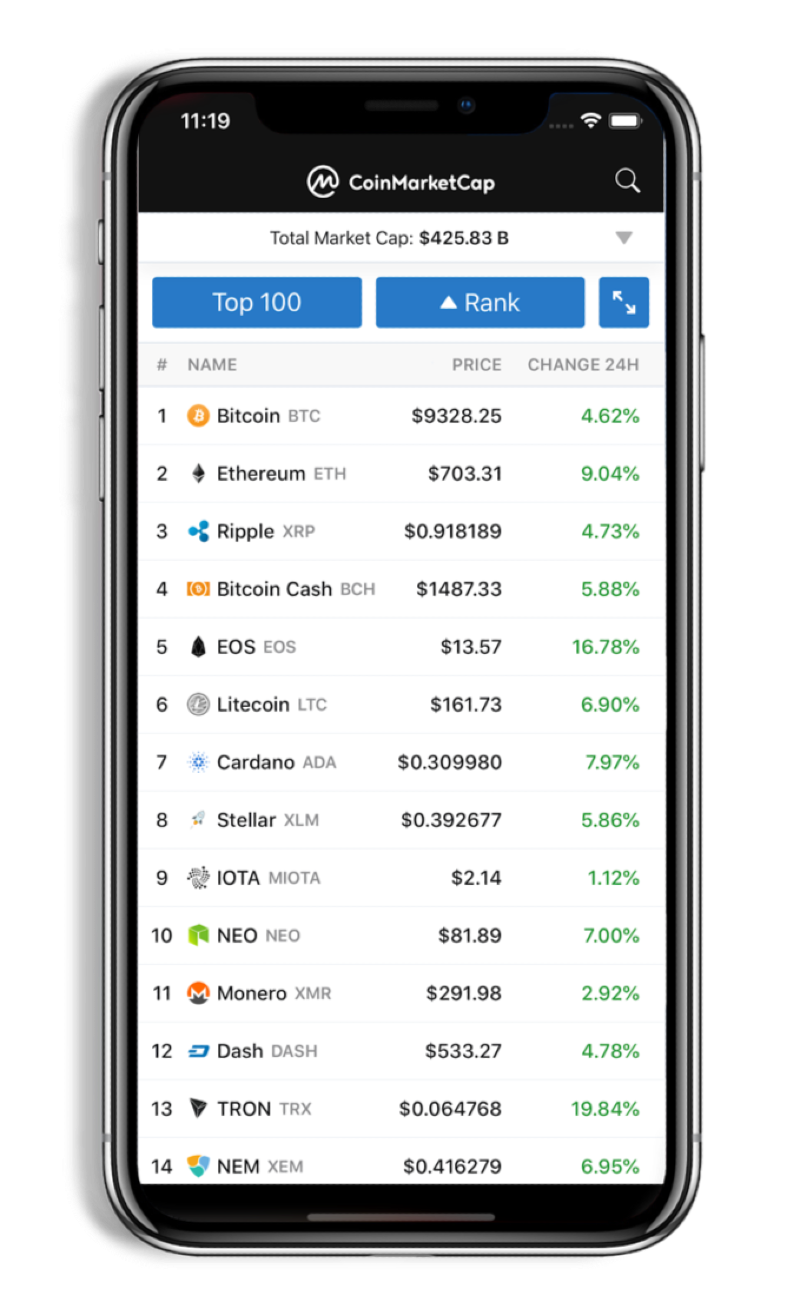 11:19
CoinMarketCap
Total Market Cap: $425.83 B
Top 100 Rank
# NAME PRICE CHANGE 24H
1 Bitcoin BTC $9328.25 4.62%
2 Ethereum ETH $703.31 9.04%
3 Ripple XRP $0.918189 4.73%
4 Bitcoin Cash BCH $1487.33 5.88%
5 EOS EOS $13.57 16.78%
6 Litecoin LTC $161.73 6.90%
7 Cardano ADA $0.309980 7.97%
8 Stellar XLM $0.392677 5.86%
9 IOTA MIOTA $2.14 1.12%
10 NEO NEO $81.89 7.00%
11 Monero XMR $291.98 2.92%
12 Dash DASH $533.27 4.78%
13 TRON TRX $0.064768 19.84%
14 NEM XEM $0.416279 6.95%